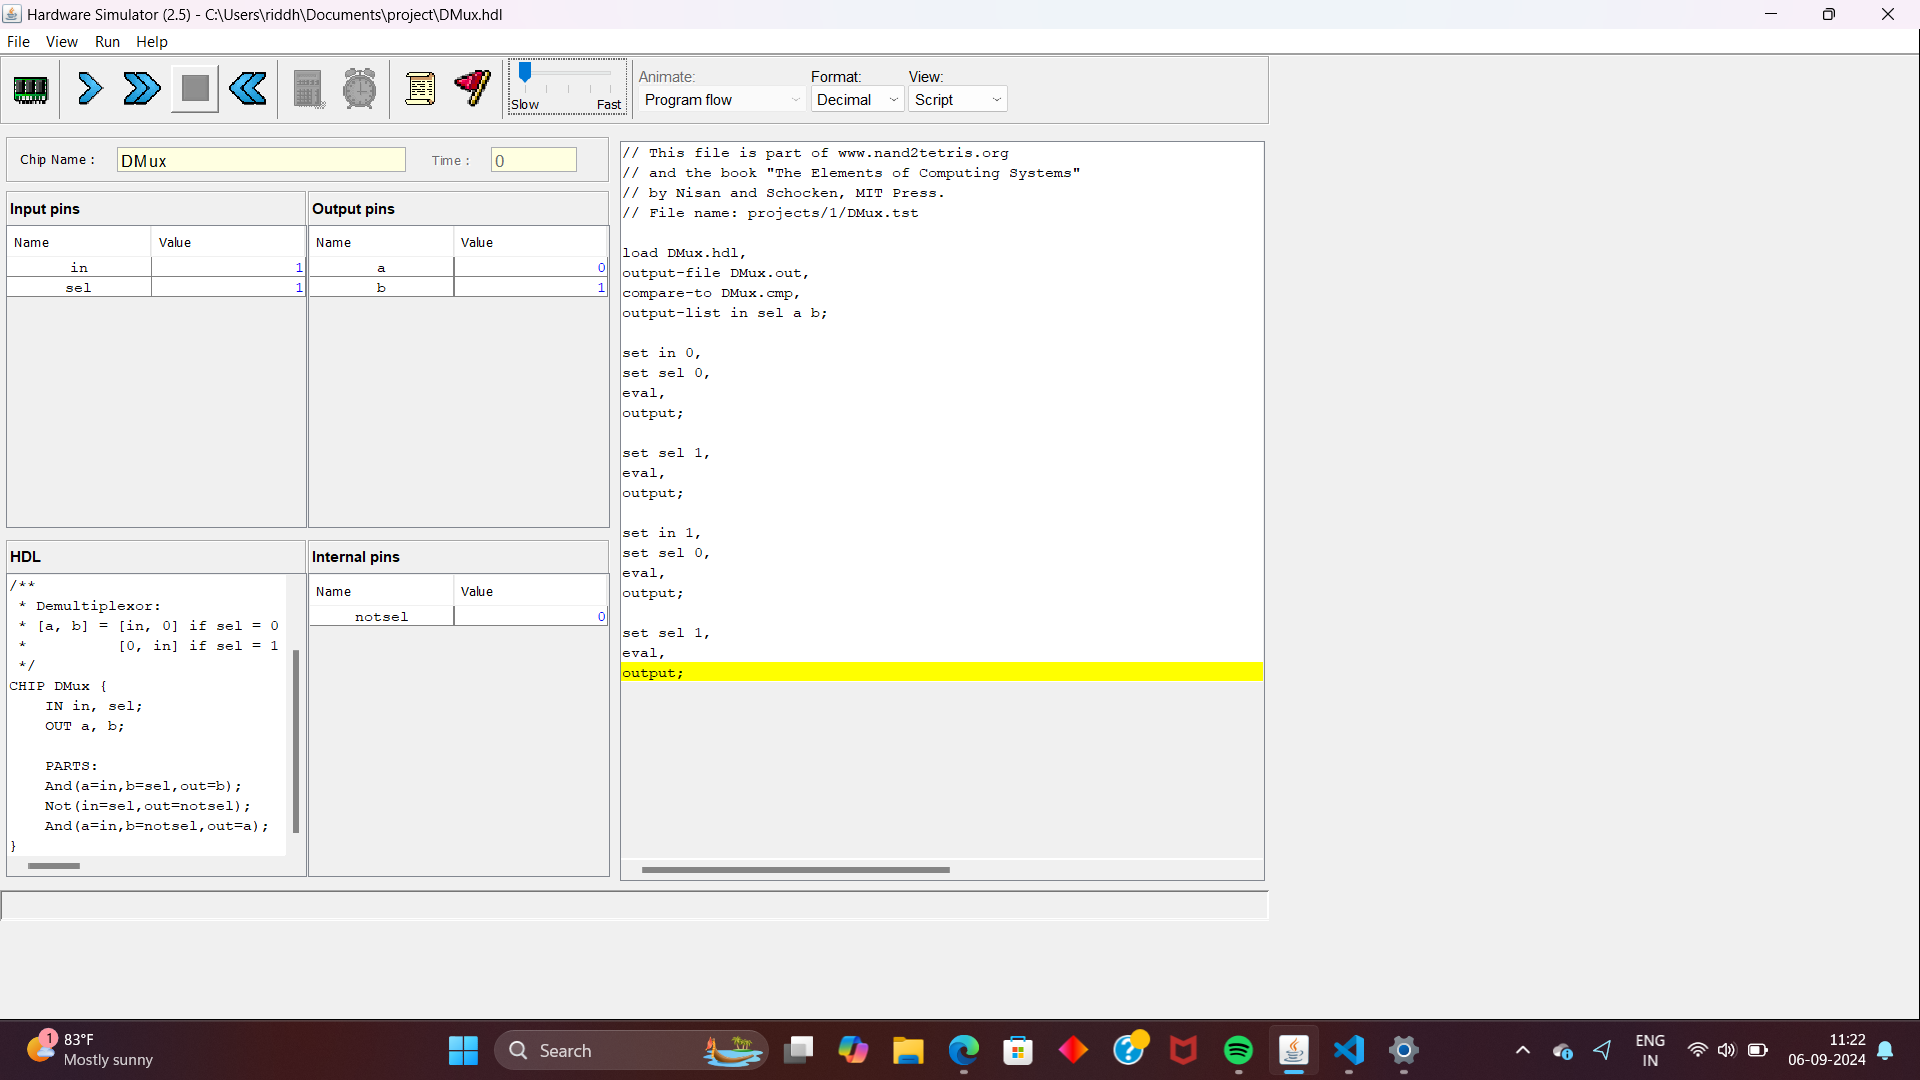 Hardware Simulator (2.5) - C:\Users\riddh\Documents\project\DMux.hdl
File View Run Help
Slow Fast
Animate: Format: View:
Program flow Decimal Script
Chip Name : DMux Time : 0
Input pins
Name Value
in 1
sel 1
Output pins
Name Value
a 0
b 1
HDL
/**
 * Demultiplexor:
 * [a, b] = [in, 0] if sel = 0
 *          [0, in] if sel = 1
 */
CHIP DMux {
    IN in, sel;
    OUT a, b;
    PARTS:
    And(a=in,b=sel,out=b);
    Not(in=sel,out=notsel);
    And(a=in,b=notsel,out=a);
}
Internal pins
Name Value
notsel 0
// This file is part of www.nand2tetris.org
// and the book "The Elements of Computing Systems"
// by Nisan and Schocken, MIT Press.
// File name: projects/1/DMux.tst
load DMux.hdl,
output-file DMux.out,
compare-to DMux.cmp,
output-list in sel a b;
set in 0,
set sel 0,
eval,
output;
set sel 1,
eval,
output;
set in 1,
set sel 0,
eval,
output;
set sel 1,
eval,
output;
1
83°F
Mostly sunny
Search
ENG
IN
11:22
06-09-2024